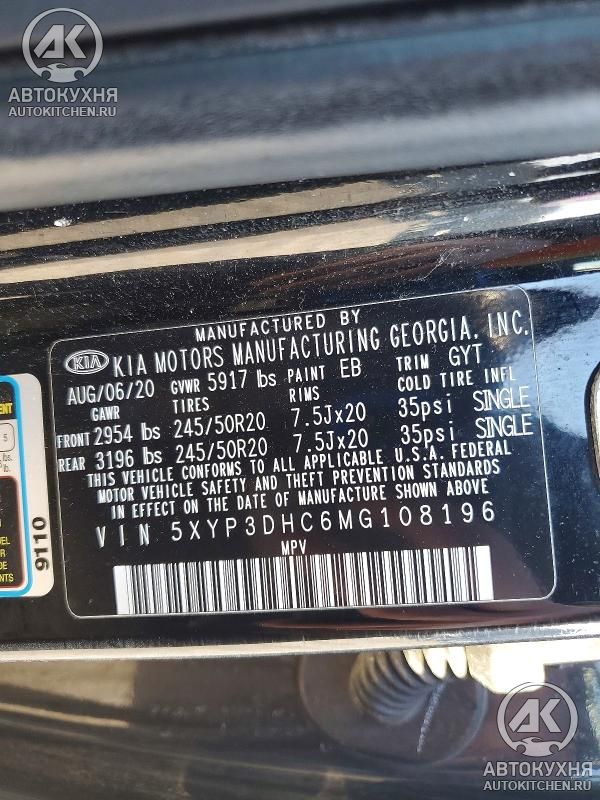 АК
АВТОКУХНЯ
AUTOKITCHEN.RU
MANUFACTURED BY
KIA KIA MOTORS MANUFACTURING GEORGIA, INC.
AUG/06/20 GVWR 5917 lbs PAINT EB TRIM GYT
GAWR TIRES RIMS COLD TIRE INFL
FRONT 2954 lbs 245/50R20 7.5Jx20 35psi SINGLE
REAR 3196 lbs 245/50R20 7.5Jx20 35psi SINGLE
THIS VEHICLE CONFORMS TO ALL APPLICABLE U.S.A. FEDERAL
MOTOR VEHICLE SAFETY AND THEFT PREVENTION STANDARDS
IN EFFECT ON THE DATE OF MANUFACTURE SHOWN ABOVE
VIN 5XYP3DHC6MG108196
MPV
5
lbs.
lb.
9110
АК
АВТОКУХНЯ
AUTOKITCHEN.RU